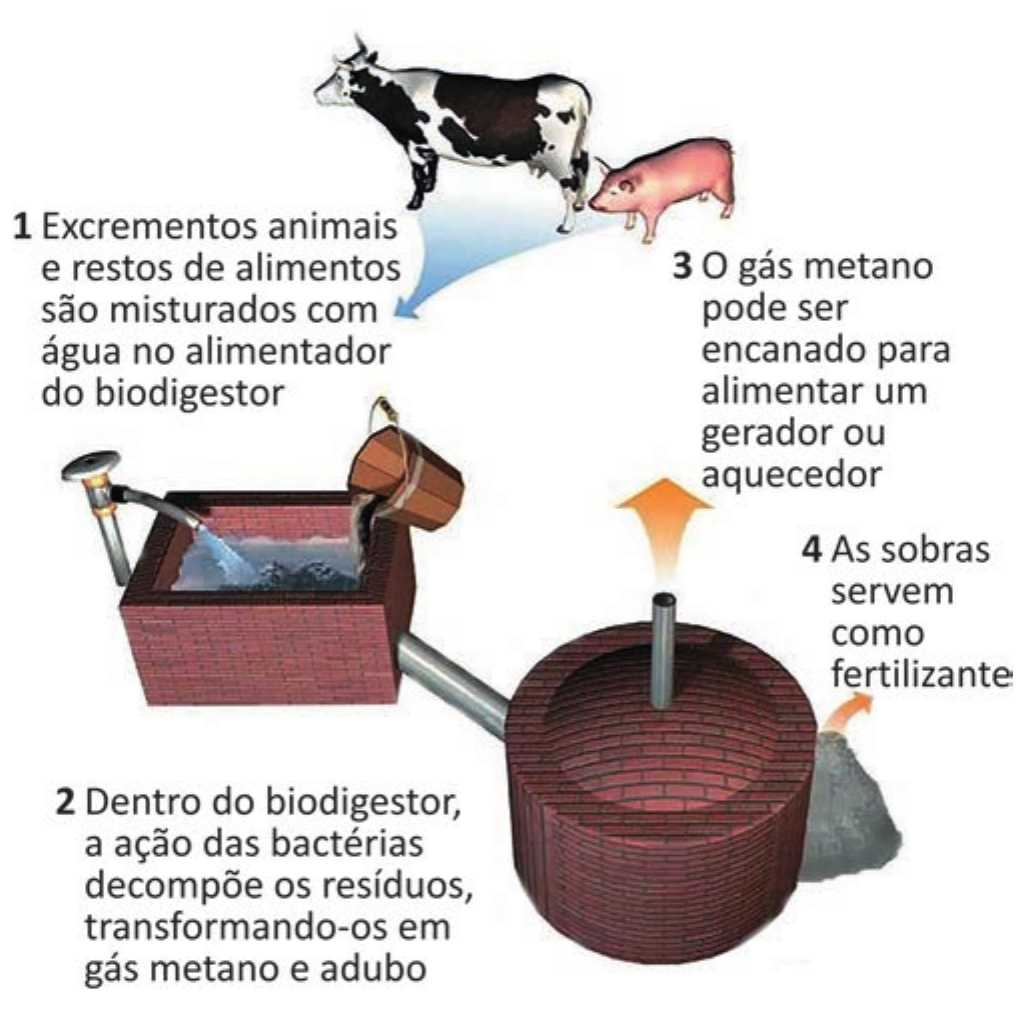 1 Excrementos animais
e restos de alimentos
são misturados com
água no alimentador
do biodigestor
2 Dentro do biodigestor,
a ação das bactérias
decompõe os resíduos,
transformando-os em
gás metano e adubo
3 O gás metano
pode ser
encanado para
alimentar um
gerador ou
aquecedor
4 As sobras
servem
como
fertilizante